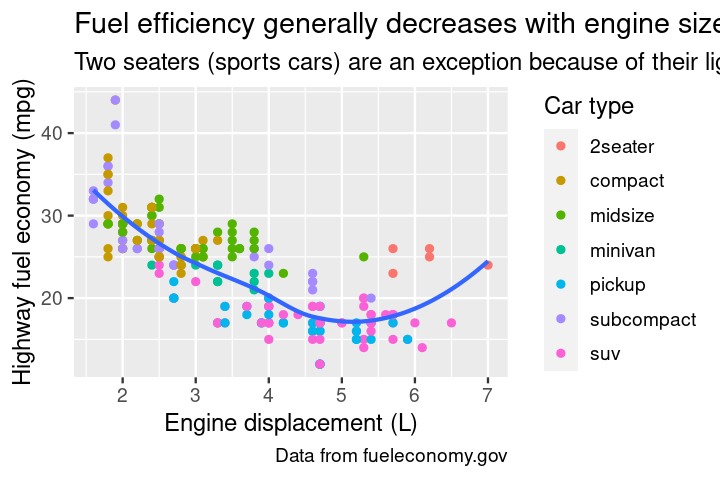 Fuel efficiency generally decreases with engine size
Two seaters (sports cars) are an exception because of their
Highway fuel economy (mpg)
40
30
20
2 3 4 5 6 7
Engine displacement (L)
Data from fueleconomy.gov
Car type
2seater
compact
midsize
minivan
pickup
subcompact
suv